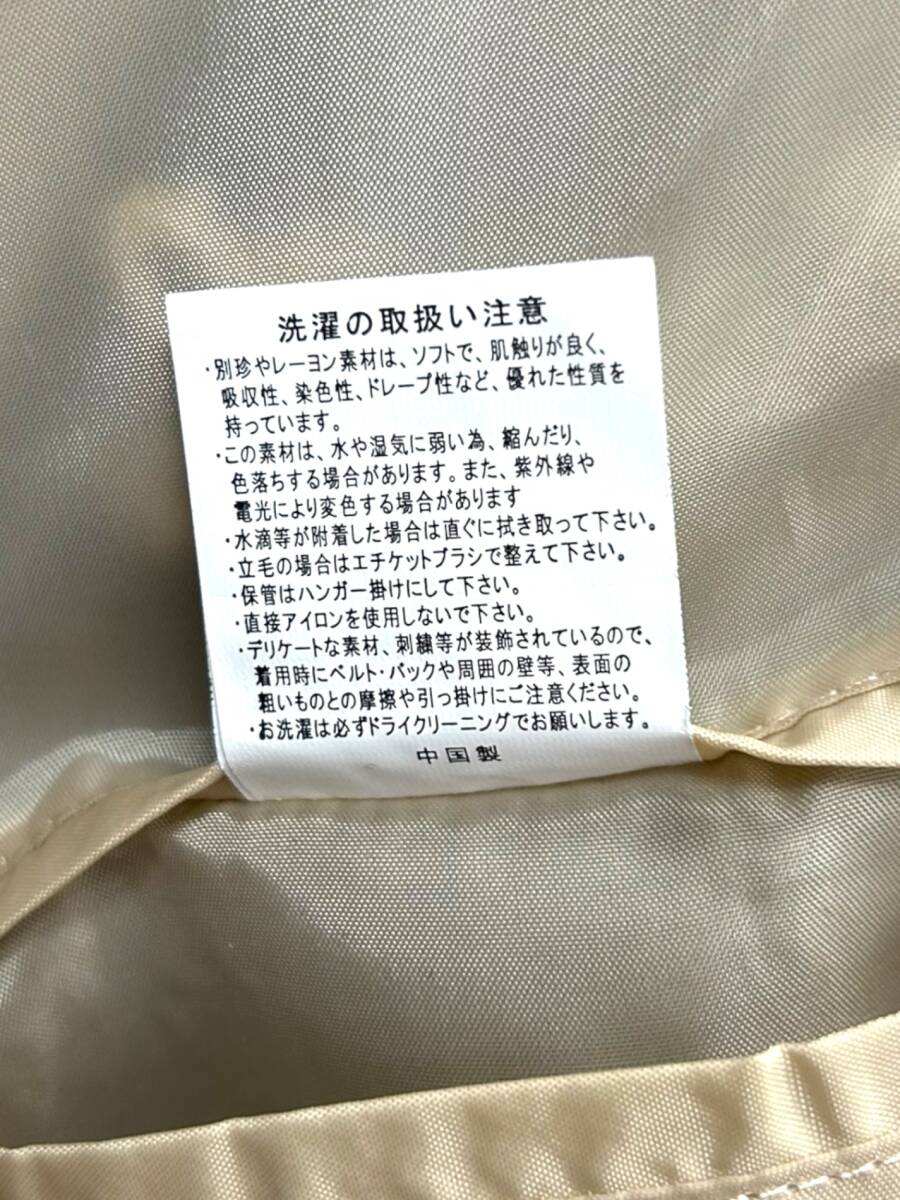 洗濯の取扱い注意
・別珍やレーヨン素材は、ソフトで、肌触りが良く、
吸収性、染色性、ドレープ性など、優れた性質を
持っています。
・この素材は、水や湿気に弱い為、縮んだり、
色落ちする場合があります。また、紫外線や
電光により変色する場合があります
・水滴等が附着した場合は直ぐに拭き取って下さい。
・立毛の場合はエチケットブラシで整えて下さい。
・保管はハンガー掛けにして下さい。
・直接アイロンを使用しないで下さい。
・デリケートな素材、刺繍等が装飾されているので、
着用時にベルト・バックや周囲の壁等、表面の
粗いものとの摩擦や引っ掛けにご注意ください。
・お洗濯は必ずドライクリーニングでお願いします。
中国製